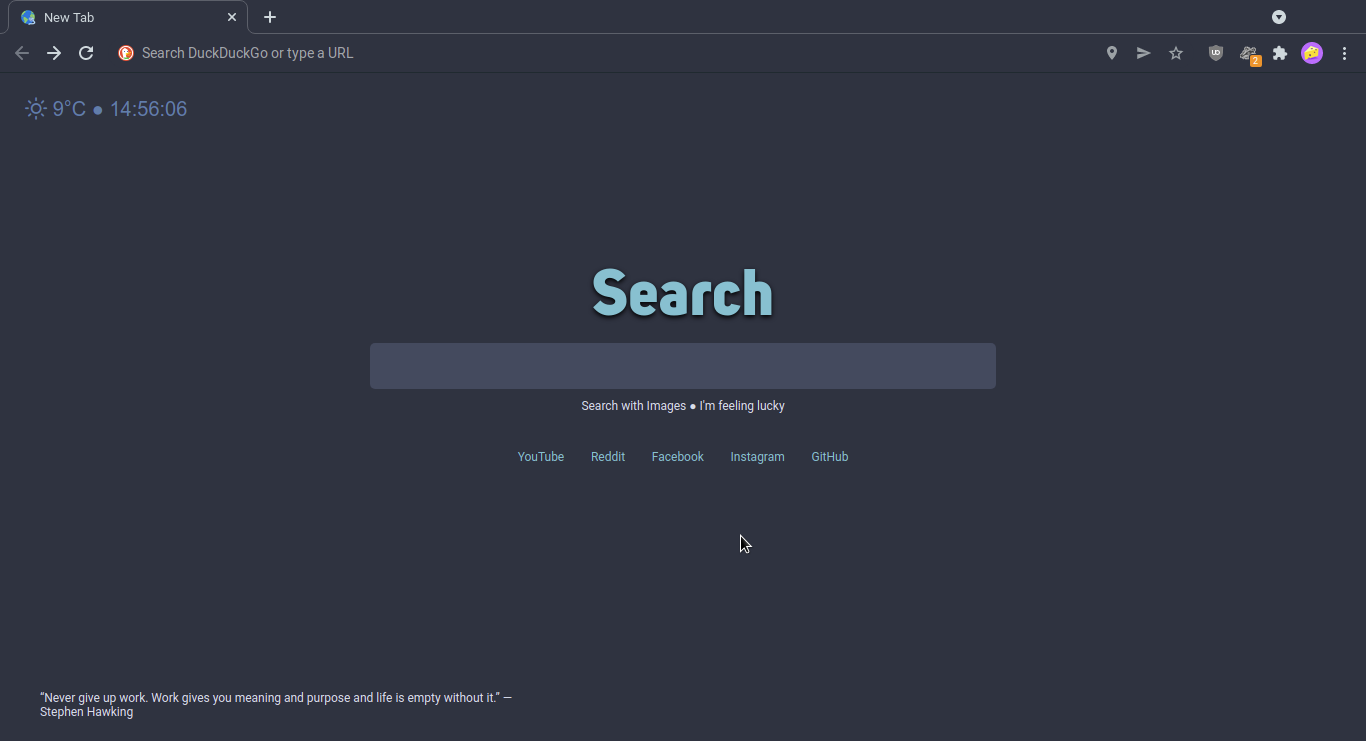 New Tab
Search DuckDuckGo or type a URL
2
9°C ● 14:56:06
Search
Search with Images ● I'm feeling lucky
YouTube Reddit Facebook Instagram GitHub
“Never give up work. Work gives you meaning and purpose and life is empty without it.” —
Stephen Hawking